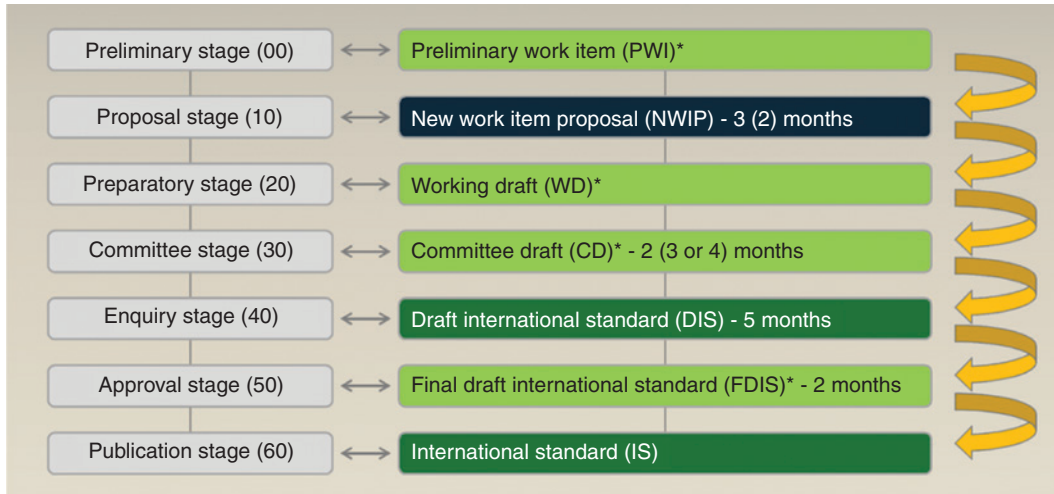 Preliminary stage (00)
Preliminary work item (PWI)*
Proposal stage (10)
New work item proposal (NWIP) - 3 (2) months
Preparatory stage (20)
Working draft (WD)*
Committee stage (30)
Committee draft (CD)* - 2 (3 or 4) months
Enquiry stage (40)
Draft international standard (DIS) - 5 months
Approval stage (50)
Final draft international standard (FDIS)* - 2 months
Publication stage (60)
International standard (IS)